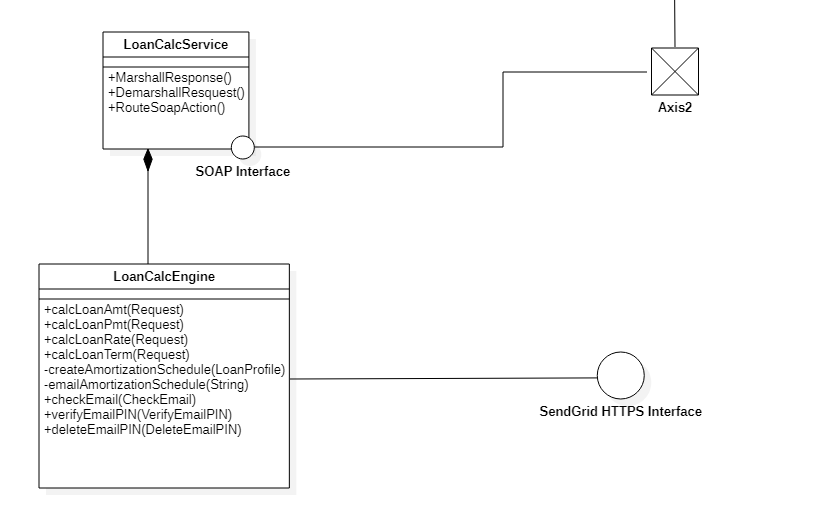 LoanCalcService
+MarshallResponse()
+DemarshallResquest()
+RouteSoapAction()
Axis2
SOAP Interface
LoanCalcEngine
+calcLoanAmt(Request)
+calcLoanPmt(Request)
+calcLoanRate(Request)
+calcLoanTerm(Request)
-createAmortizationSchedule(LoanProfile)
-emailAmortizationSchedule(String)
+checkEmail(CheckEmail)
+verifyEmailPIN(VerifyEmailPIN)
+deleteEmailPIN(DeleteEmailPIN)
SendGrid HTTPS Interface